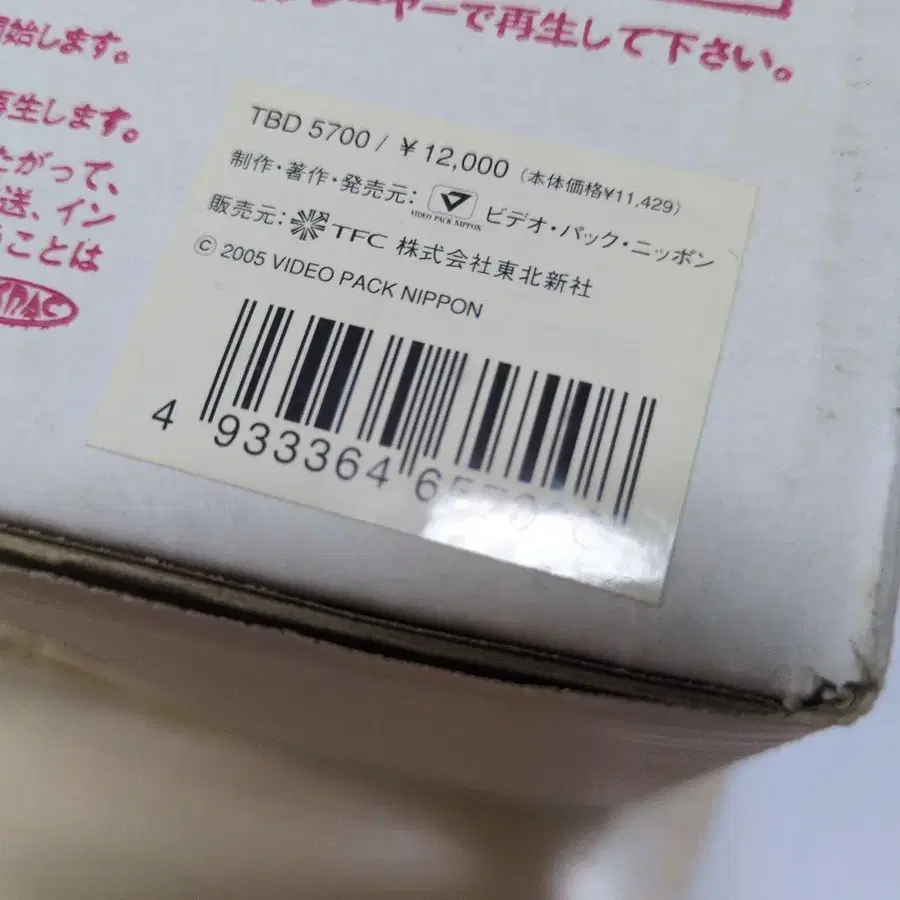 ーヤーで再生して下さい。
開始します。
再生します。
たがって、
送、イン
うことは
TBD 5700 / ¥12,000 (本体価格¥11,429)
制作・著作・発売元: VIDEO PACK NIPPON ビデオ・パック・ニッポン
販売元: TFC 株式会社東北新社
© 2005 VIDEO PACK NIPPON
4 933364 6570